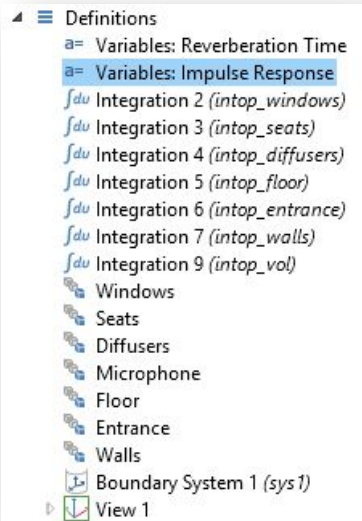 Definitions
a= Variables: Reverberation Time
a= Variables: Impulse Response
∫du Integration 2 (intop_windows)
∫du Integration 3 (intop_seats)
∫du Integration 4 (intop_diffusers)
∫du Integration 5 (intop_floor)
∫du Integration 6 (intop_entrance)
∫du Integration 7 (intop_walls)
∫du Integration 9 (intop_vol)
Windows
Seats
Diffusers
Microphone
Floor
Entrance
Walls
Boundary System 1 (sys1)
View 1